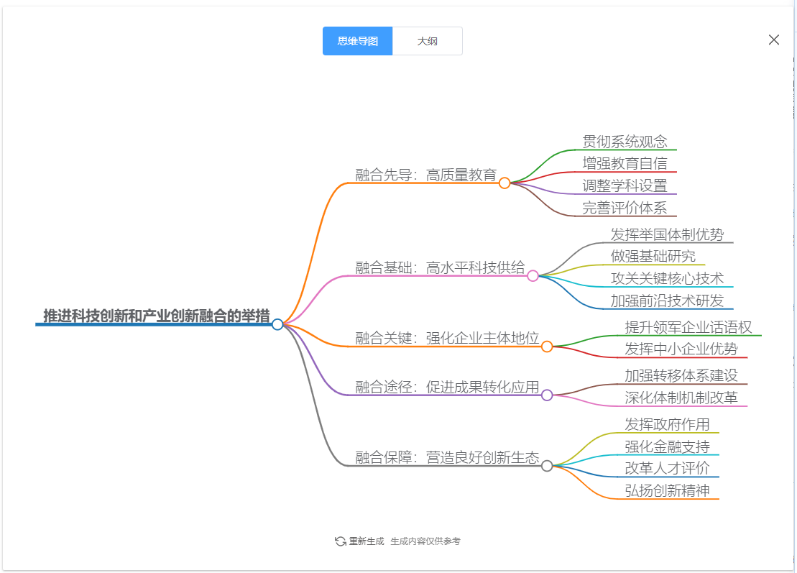 思维导图
大纲
推进科技创新和产业创新融合的举措
融合先导：高质量教育
贯彻系统观念
增强教育自信
调整学科设置
完善评价体系
融合基础：高水平科技供给
发挥举国体制优势
做强基础研究
攻关关键核心技术
加强前沿技术研发
融合关键：强化企业主体地位
提升领军企业话语权
发挥中小企业优势
融合途径：促进成果转化应用
加强转移体系建设
深化体制机制改革
融合保障：营造良好创新生态
发挥政府作用
强化金融支持
改革人才评价
弘扬创新精神
重新生成 生成内容仅供参考